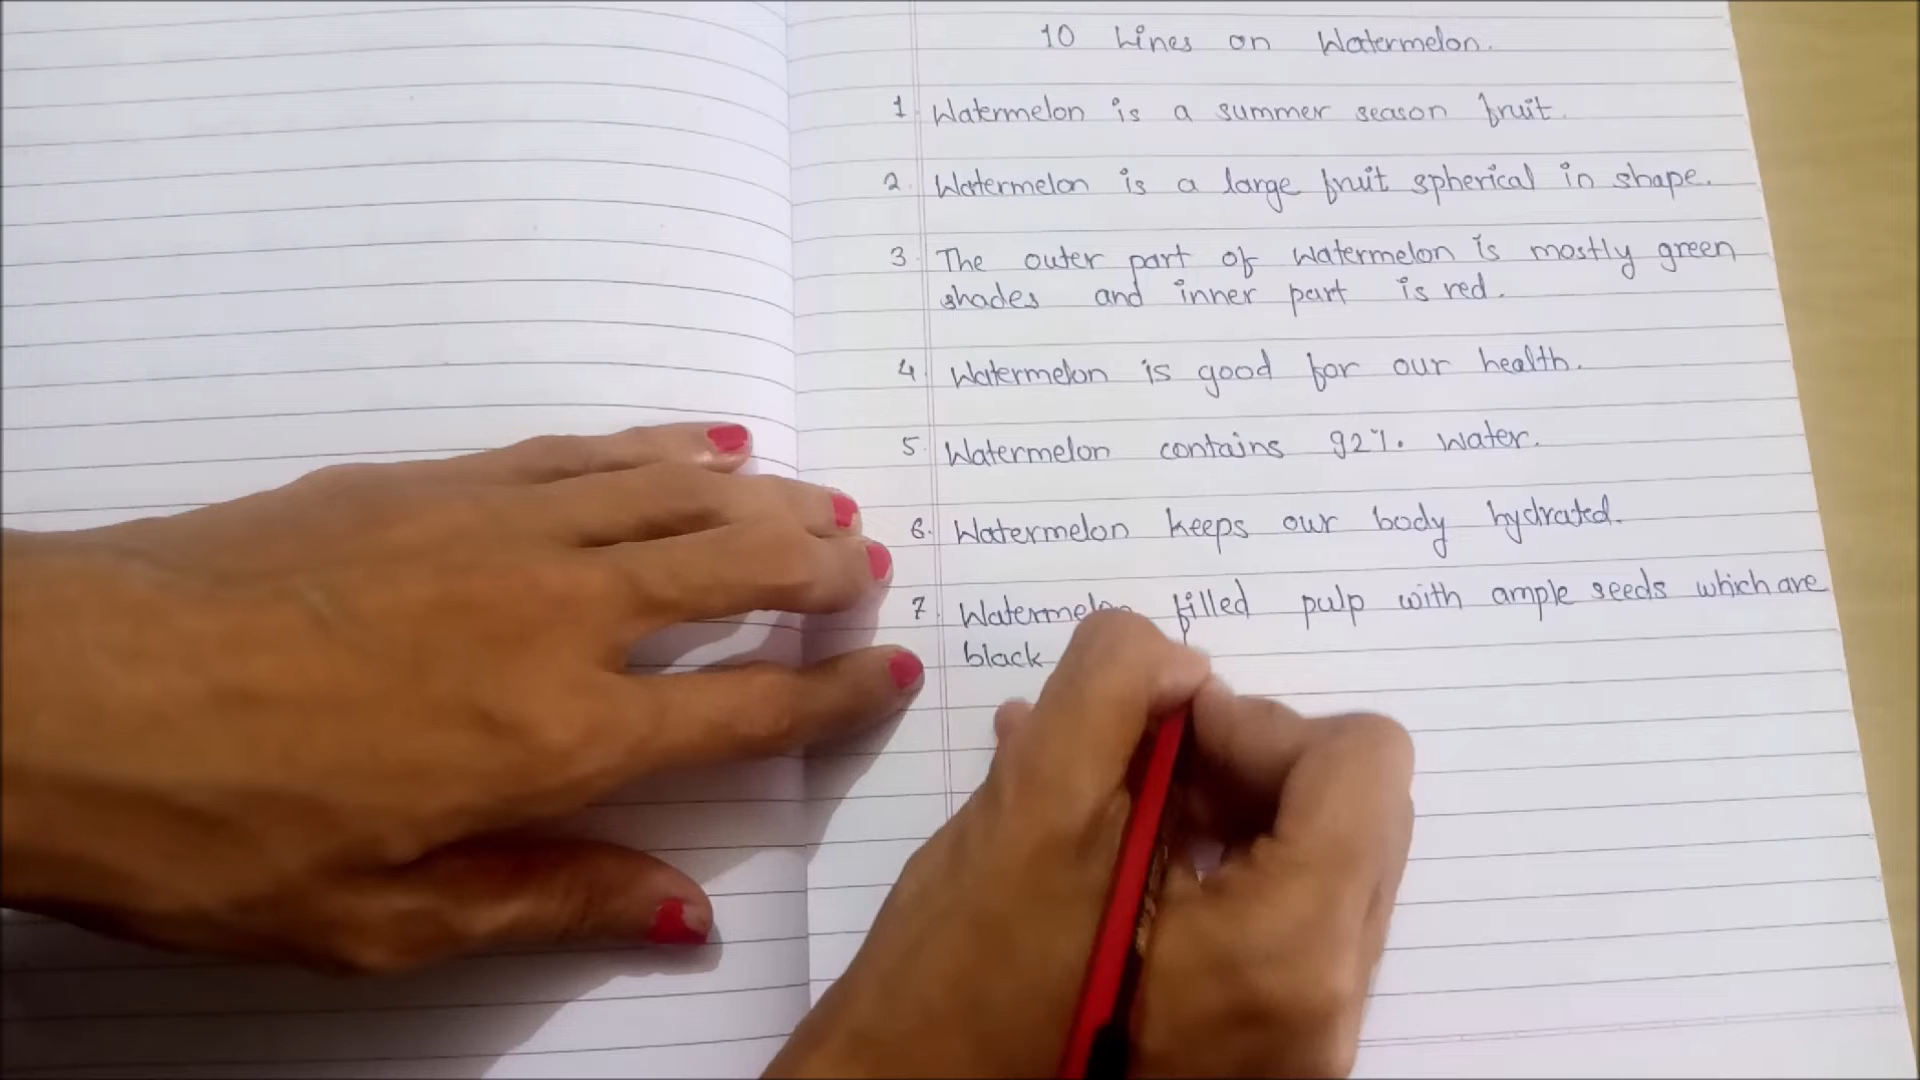 10 Lines on Watermelon.
1. Watermelon is a summer season fruit.
2. Watermelon is a large fruit spherical in shape.
3. The outer part of watermelon is mostly green
shades and inner part is red.
4. Watermelon is good for our health.
5. Watermelon contains 92% water.
6. Watermelon keeps our body hydrated.
7. Watermelon filled pulp with ample seeds which are
black